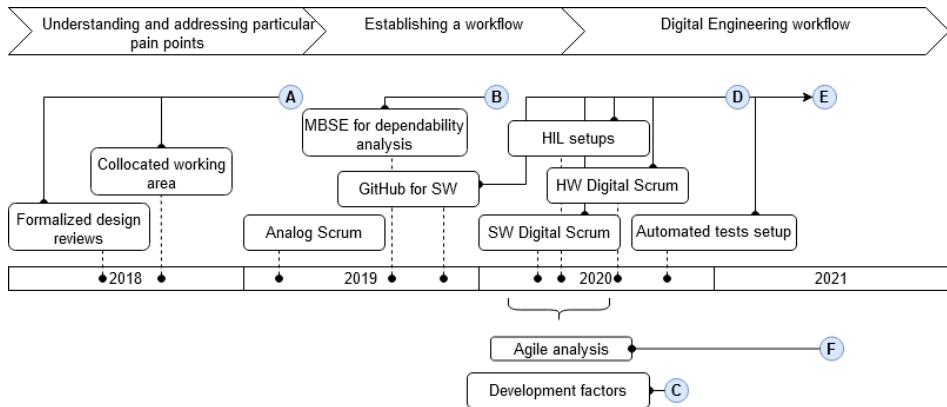 Understanding and addressing particular
pain points
Establishing a workflow
Digital Engineering workflow
A
B
D
E
MBSE for dependability
analysis
HIL setups
Collocated working
area
GitHub for SW
HW Digital Scrum
Formalized design
reviews
Analog Scrum
SW Digital Scrum
Automated tests setup
2018
2019
2020
2021
Agile analysis
F
Development factors
C